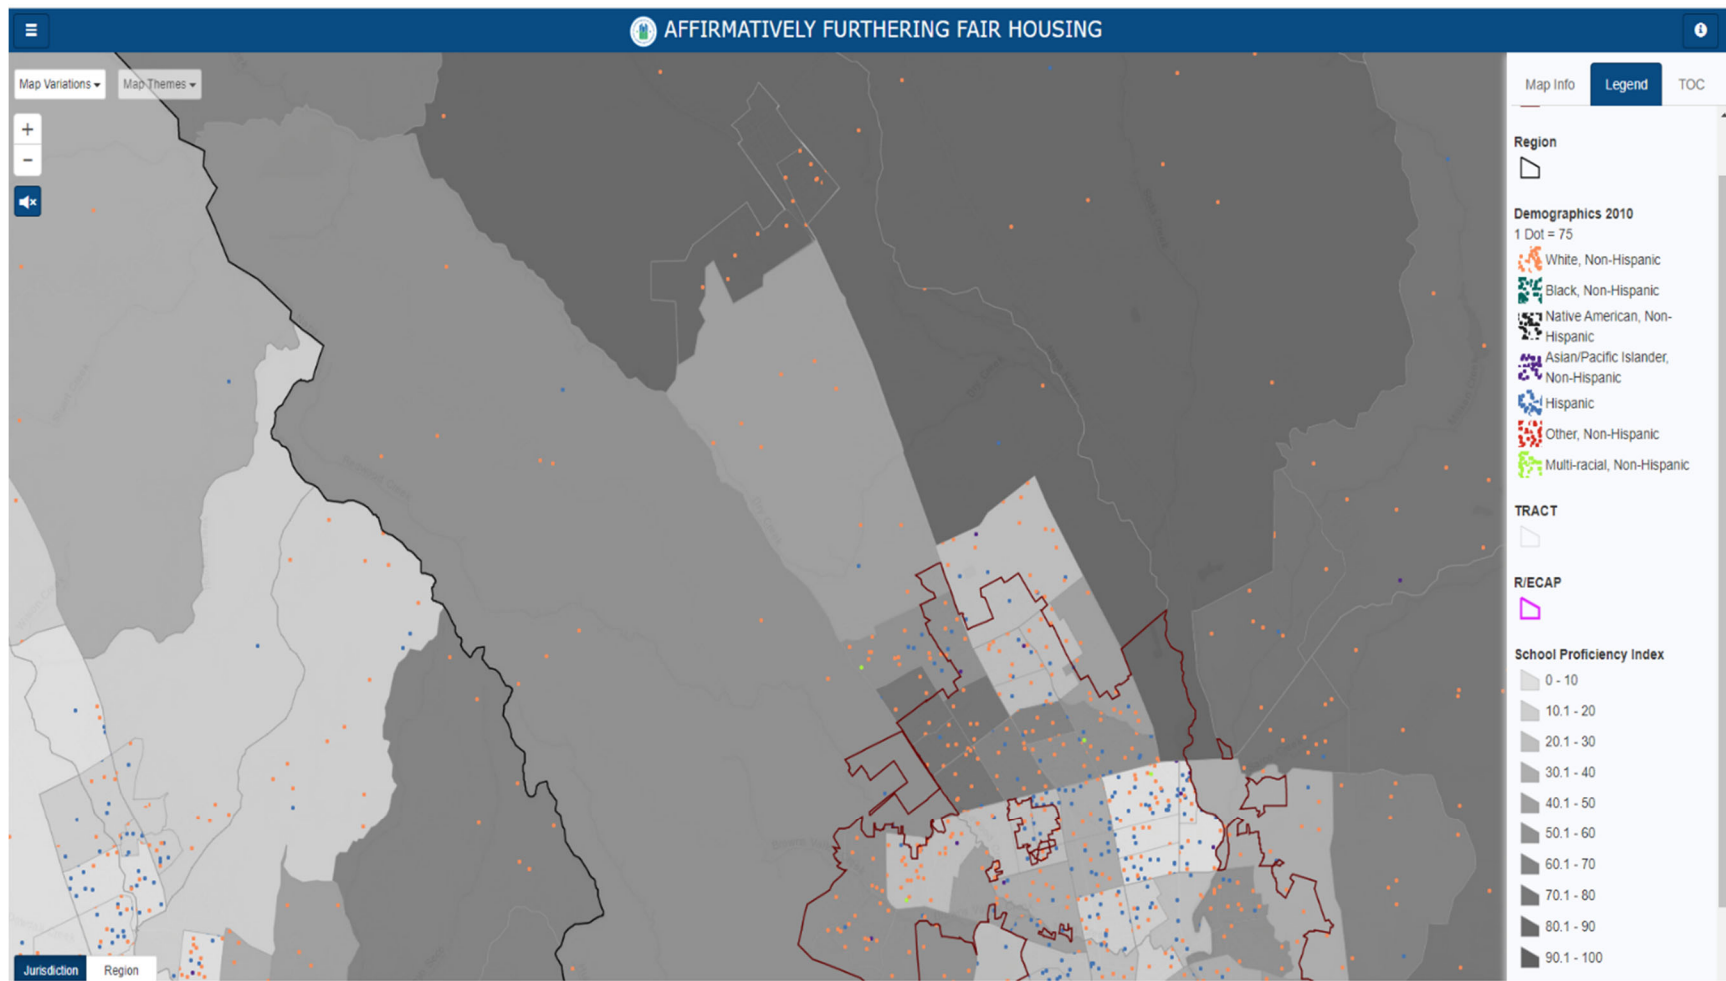 AFFIRMATIVELY FURTHERING FAIR HOUSING
Map Variations
Map Themes
+
−
Map Info
Legend
TOC
Region
Demographics 2010
1 Dot = 75
White, Non-Hispanic
Black, Non-Hispanic
Native American, Non-
Hispanic
Asian/Pacific Islander,
Non-Hispanic
Hispanic
Other, Non-Hispanic
Multi-racial, Non-Hispanic
TRACT
R/ECAP
School Proficiency Index
0 - 10
10.1 - 20
20.1 - 30
30.1 - 40
40.1 - 50
50.1 - 60
60.1 - 70
70.1 - 80
80.1 - 90
90.1 - 100
Jurisdiction
Region